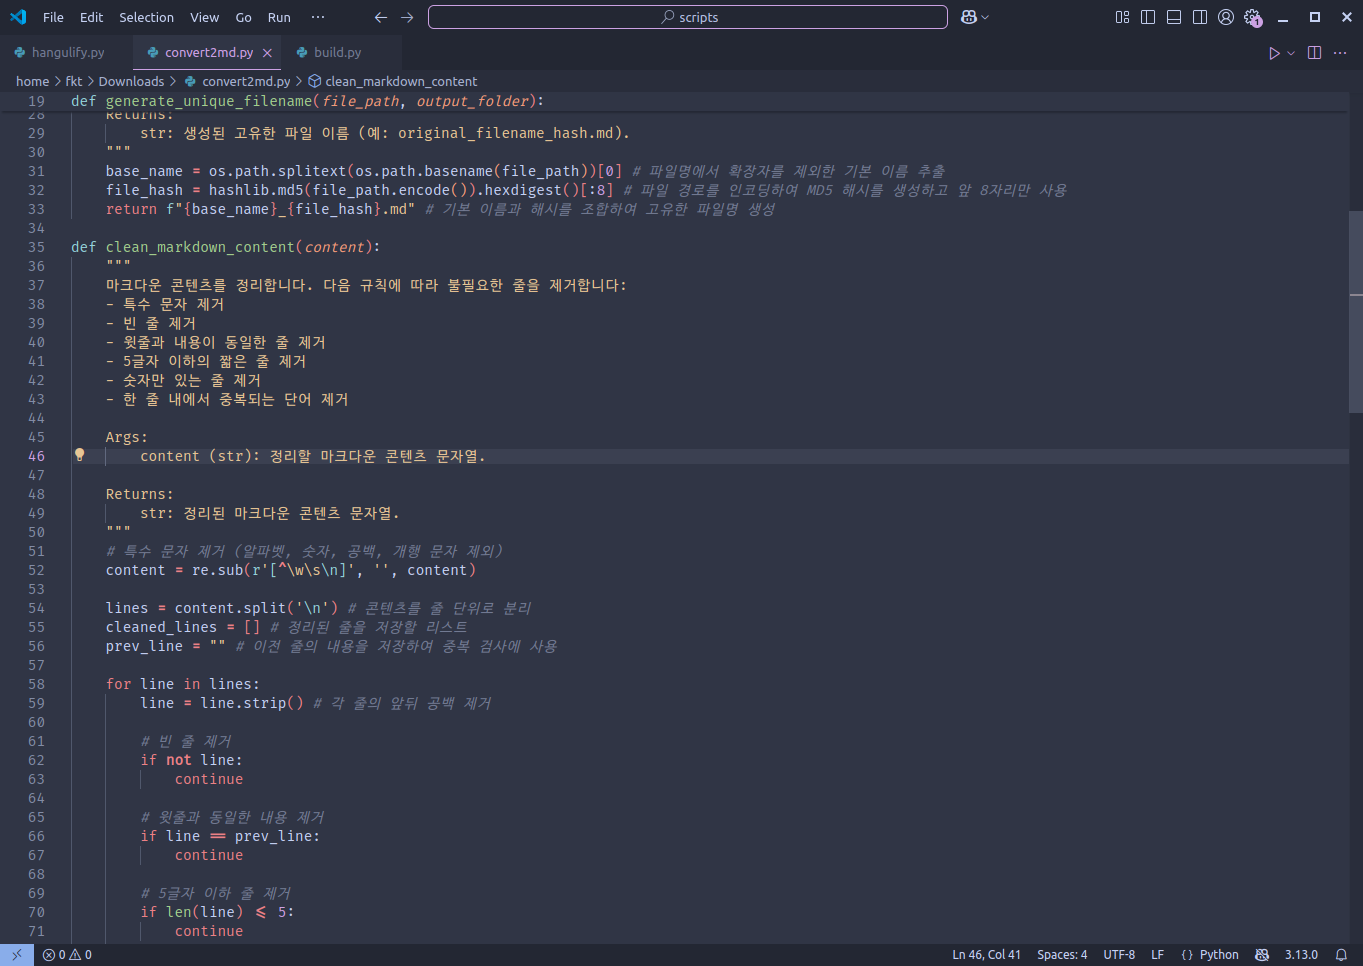 File Edit Selection View Go Run ··· ← → scripts
hangulify.py convert2md.py × build.py
home > fkt > Downloads > convert2md.py > clean_markdown_content
19 def generate_unique_filename(file_path, output_folder):
28 Returns:
29 str: 생성된 고유한 파일 이름 (예: original_filename_hash.md).
30 """
31 base_name = os.path.splitext(os.path.basename(file_path))[0] # 파일명에서 확장자를 제외한 기본 이름 추출
32 file_hash = hashlib.md5(file_path.encode()).hexdigest()[:8] # 파일 경로를 인코딩하여 MD5 해시를 생성하고 앞 8자리만 사용
33 return f"{base_name}_{file_hash}.md" # 기본 이름과 해시를 조합하여 고유한 파일명 생성
34
35 def clean_markdown_content(content):
36 """
37 마크다운 콘텐츠를 정리합니다. 다음 규칙에 따라 불필요한 줄을 제거합니다:
38 - 특수 문자 제거
39 - 빈 줄 제거
40 - 윗줄과 내용이 동일한 줄 제거
41 - 5글자 이하의 짧은 줄 제거
42 - 숫자만 있는 줄 제거
43 - 한 줄 내에서 중복되는 단어 제거
44
45 Args:
46 content (str): 정리할 마크다운 콘텐츠 문자열.
47
48 Returns:
49 str: 정리된 마크다운 콘텐츠 문자열.
50 """
51 # 특수 문자 제거 (알파벳, 숫자, 공백, 개행 문자 제외)
52 content = re.sub(r'[^\w\s\n]', '', content)
53
54 lines = content.split('\n') # 콘텐츠를 줄 단위로 분리
55 cleaned_lines = [] # 정리된 줄을 저장할 리스트
56 prev_line = "" # 이전 줄의 내용을 저장하여 중복 검사에 사용
57
58 for line in lines:
59 line = line.strip() # 각 줄의 앞뒤 공백 제거
60
61 # 빈 줄 제거
62 if not line:
63 continue
64
65 # 윗줄과 동일한 내용 제거
66 if line == prev_line:
67 continue
68
69 # 5글자 이하 줄 제거
70 if len(line) <= 5:
71 continue
0 0 Ln 46, Col 41 Spaces: 4 UTF-8 LF {} Python 3.13.0